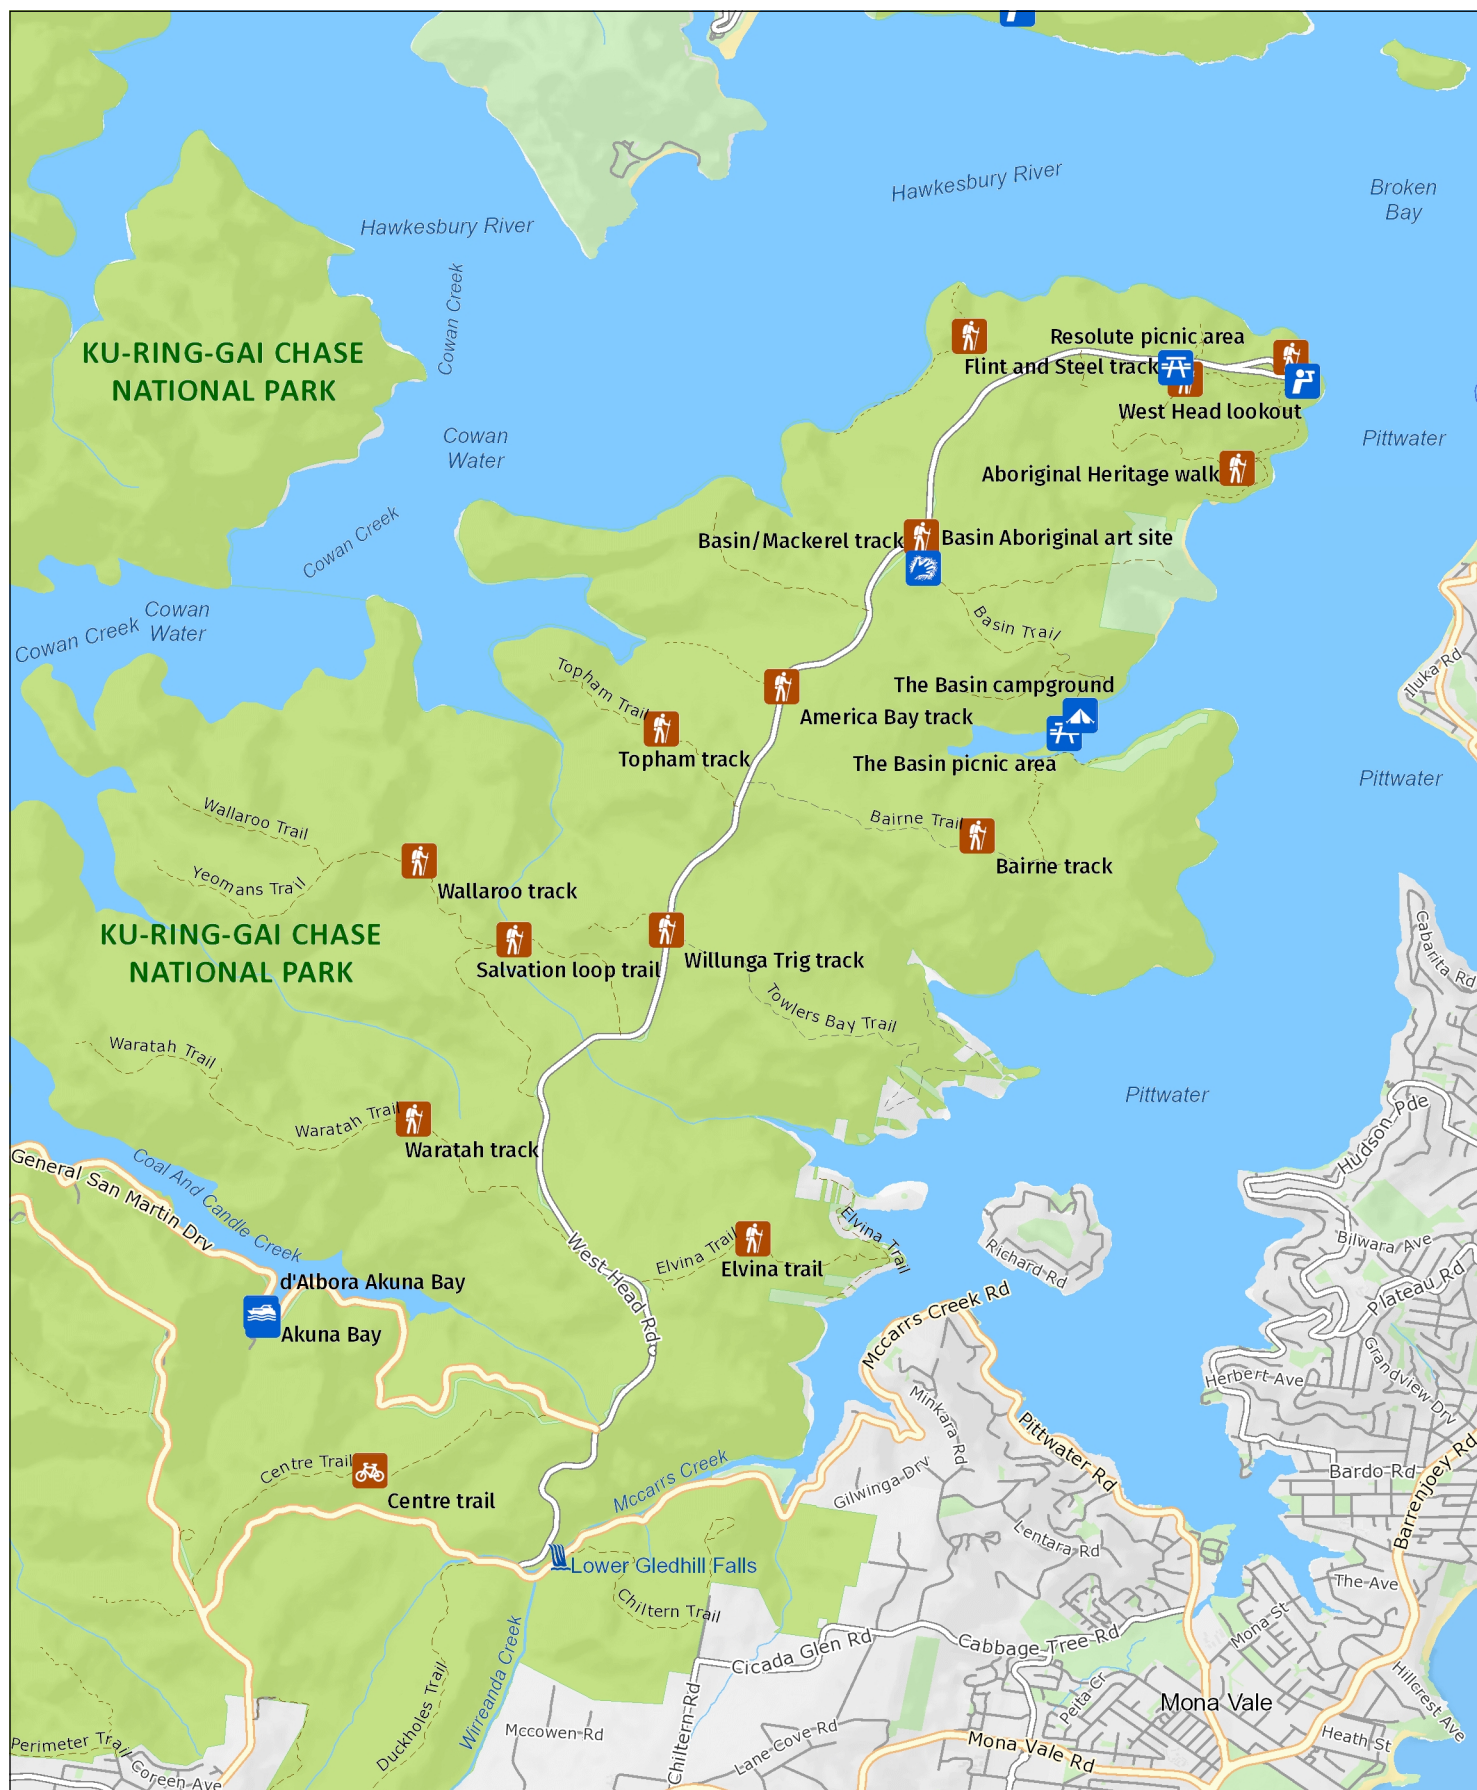 Hawkesbury River
Broken
Bay
Hawkesbury River
Cowan Creek
KU-RING-GAI CHASE
NATIONAL PARK
Resolute picnic area
Flint and Steel track
West Head lookout
Cowan
Water
Pittwater
Aboriginal Heritage walk
Cowan Creek
Basin/Mackerel track
Basin Aboriginal art site
Cowan
Water
Cowan Creek
Basin Trail
Iluka Rd
Topham Trail
The Basin campground
America Bay track
Topham track
The Basin picnic area
Pittwater
Wallaroo Trail
Bairne Trail
Bairne track
Yeomans Trail
Wallaroo track
KU-RING-GAI CHASE
NATIONAL PARK
Salvation loop trail
Willunga Trig track
Cabarita Rd
Towlers Bay Trail
Waratah Trail
Pittwater
Waratah Trail
Waratah track
Hudson Pde
General San Martin Drv
Coal And Candle Creek
Elvina Trail
Elvina Trail
Elvina trail
West Head Rd
Richard Rd
Bilwara Ave
Plateau Rd
d'Albora Akuna Bay
Akuna Bay
Mccarrs Creek Rd
Grandview Drv
Herbert Ave
Minkara Rd
Pittwater Rd
Centre Trail
Centre trail
Mccarrs Creek
Gilwinga Drv
Bardo Rd
Barrenjoey Rd
Lentara Rd
Lower Gledhill Falls
The Ave
Chiltern Trail
Cicada Glen Rd
Cabbage Tree Rd
Mona St
Wirreanda Creek
Duckholes Trail
Chiltern Rd
Peita Cr
Mona Vale
Hillcrest Ave
Mccowen Rd
Lane Cove Rd
Mona Vale Rd
Heath St
Perimeter Trail
Coreen Ave